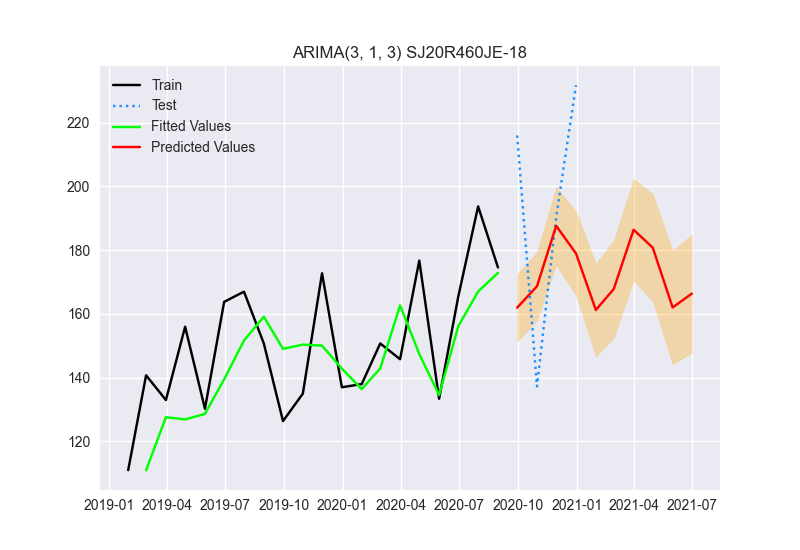 ARIMA(3, 1, 3) SJ20R460JE-18
Train
Test
Fitted Values
Predicted Values
220
200
180
160
140
120
2019-01 2019-04 2019-07 2019-10 2020-01 2020-04 2020-07 2020-10 2021-01 2021-04 2021-07